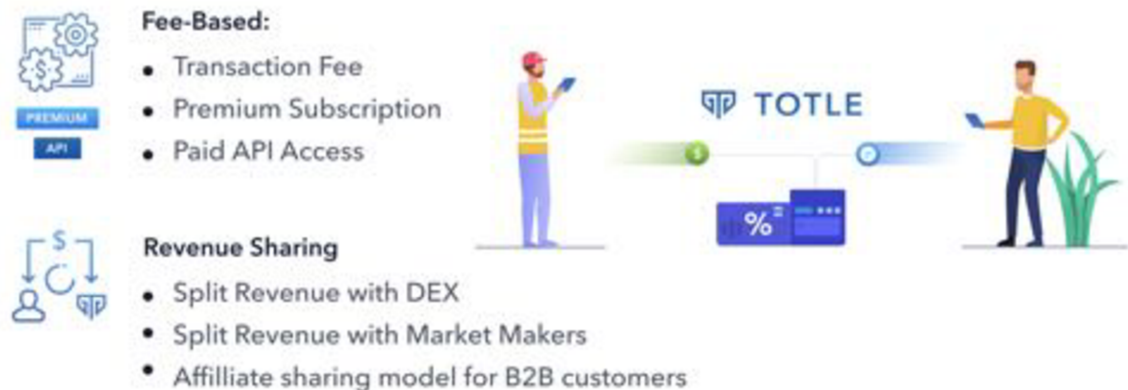 Fee-Based:
• Transaction Fee
• Premium Subscription
• Paid API Access
PREMIUM
API
TOTLE
$
%
Revenue Sharing
• Split Revenue with DEX
• Split Revenue with Market Makers
• Affilliate sharing model for B2B customers
$
$